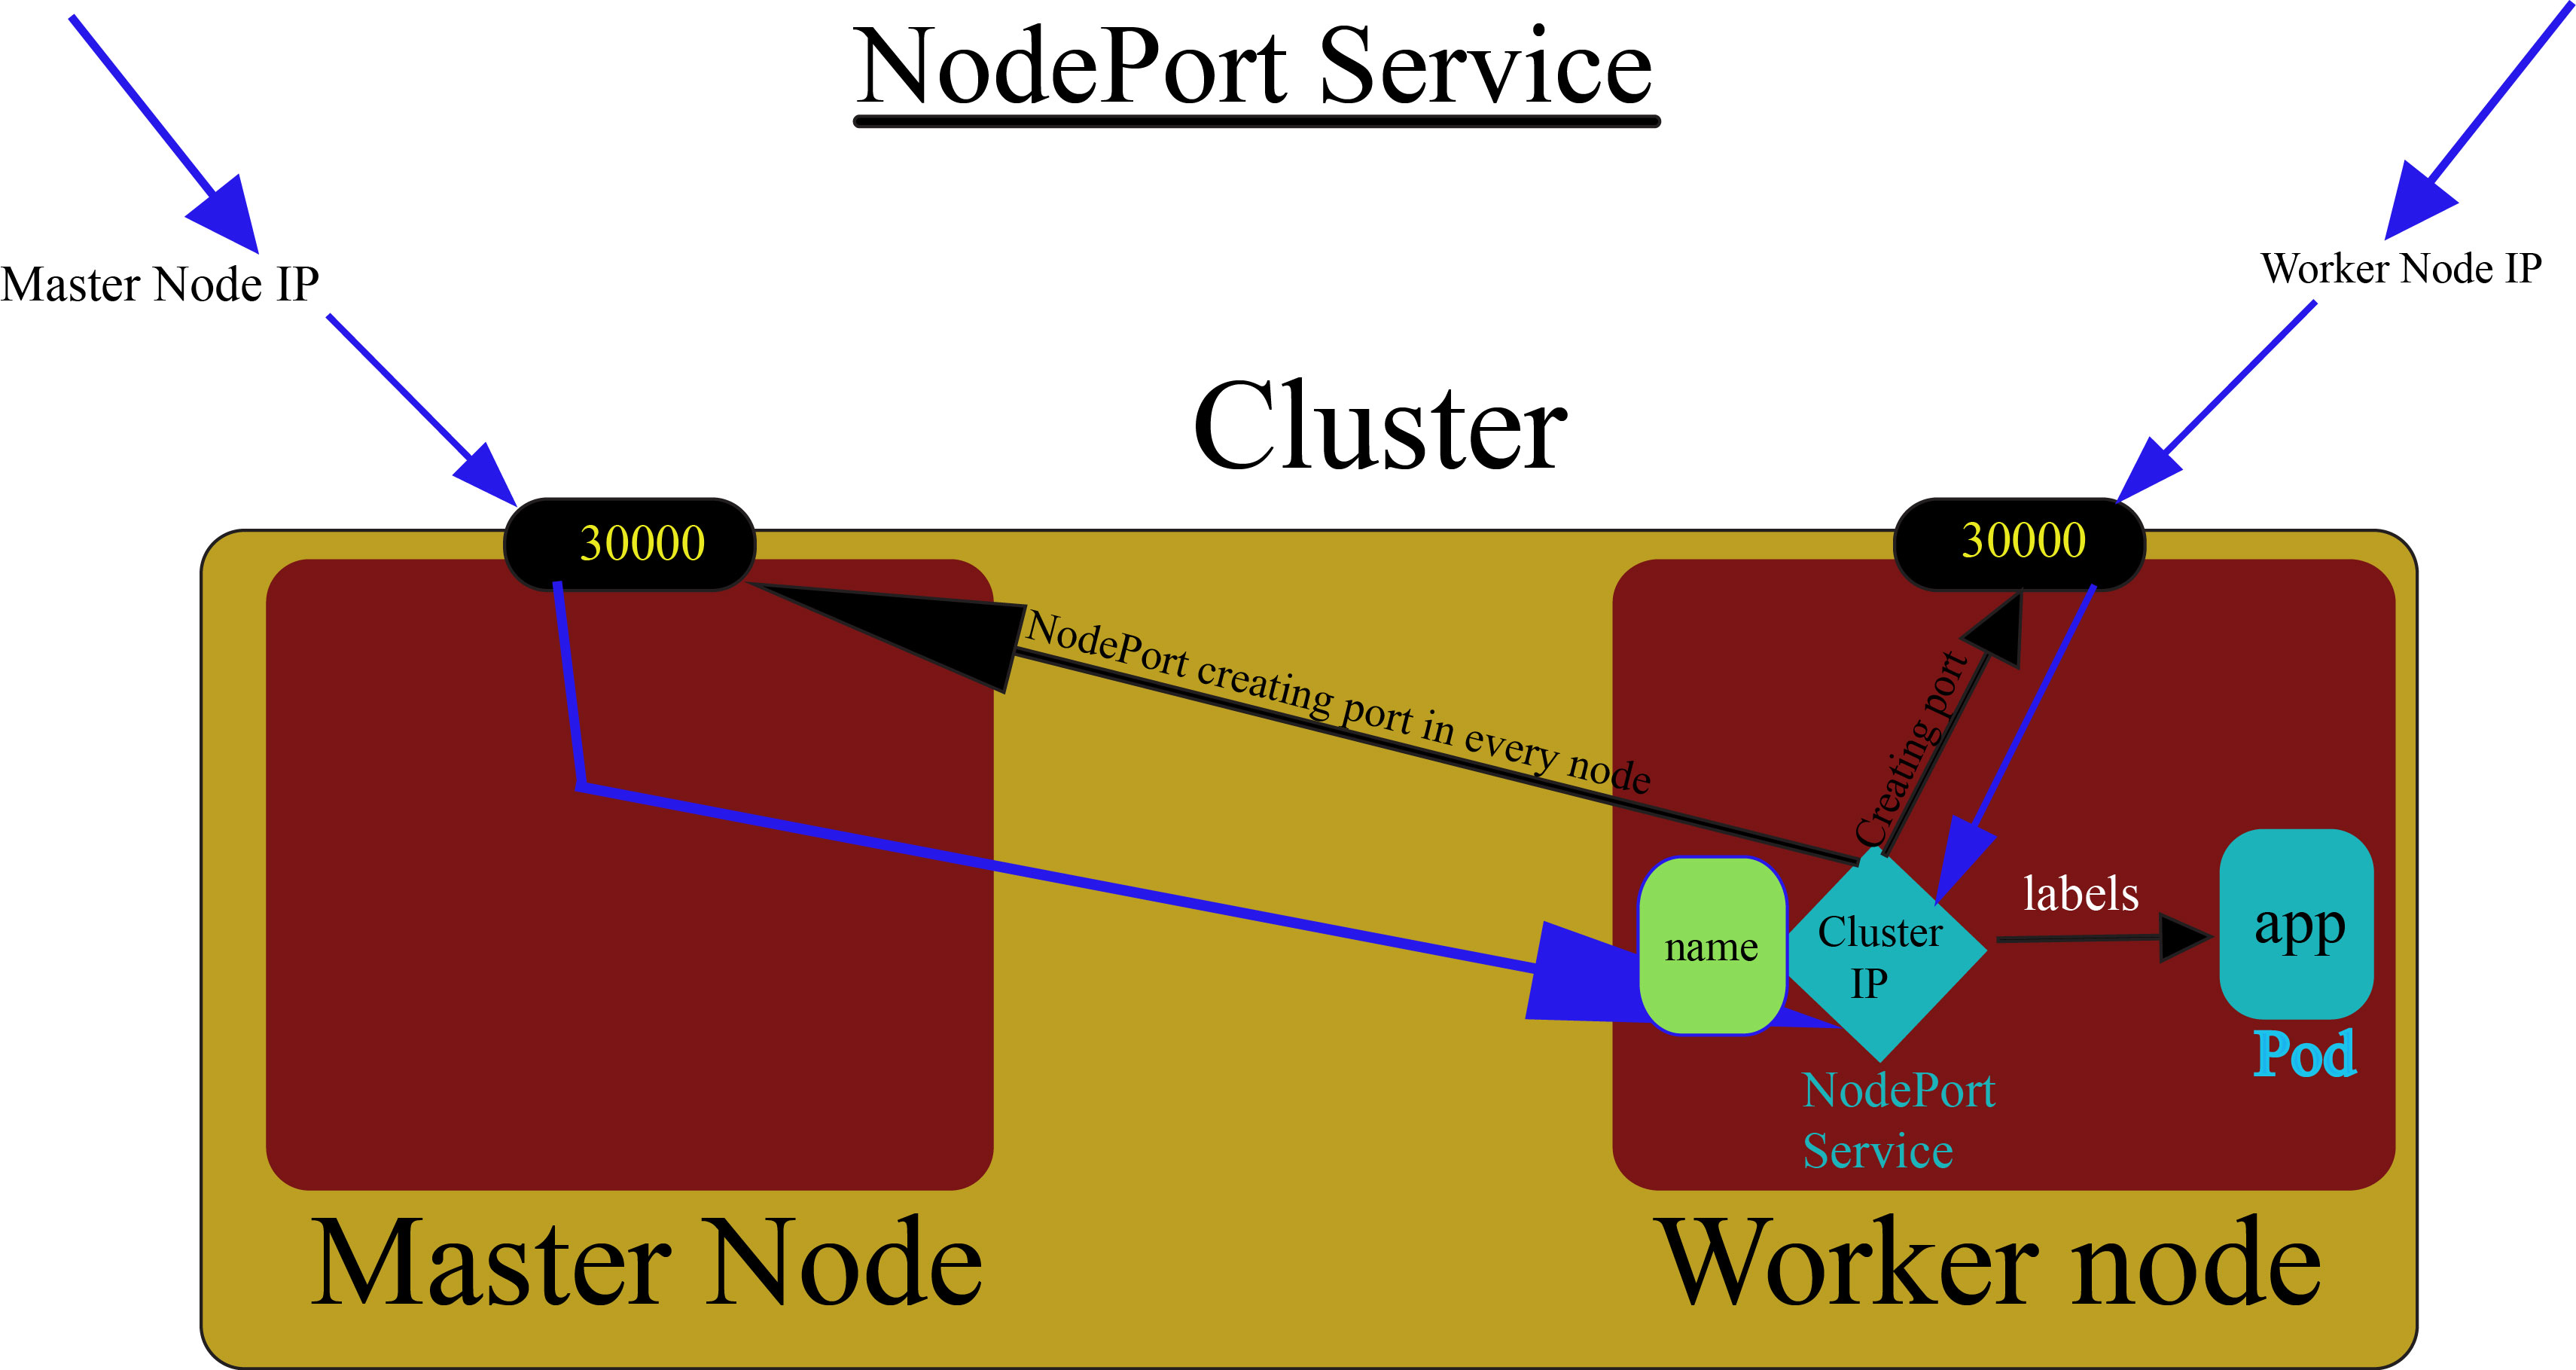 NodePort Service
Master Node IP
Worker Node IP
Cluster
30000
30000
NodePort creating port in every node
Creating port
labels
name
Cluster
IP
app
Pod
NodePort
Service
Master Node
Worker node